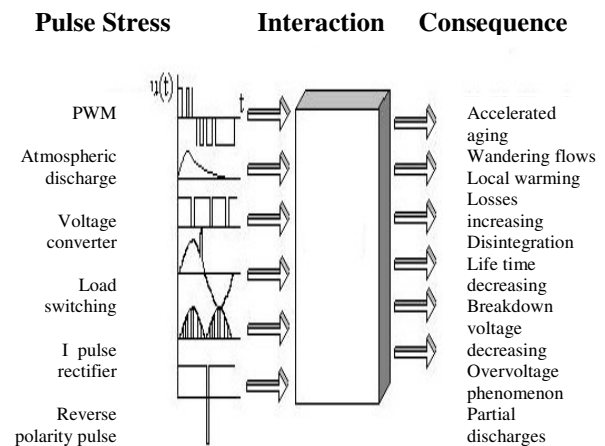 Pulse Stress Interaction Consequence
u(t)
t
PWM
Atmospheric
discharge
Voltage
converter
Load
switching
I pulse
rectifier
Reverse
polarity pulse
Accelerated
aging
Wandering flows
Local warming
Losses
increasing
Disintegration
Life time
decreasing
Breakdown
voltage
decreasing
Overvoltage
phenomenon
Partial
discharges